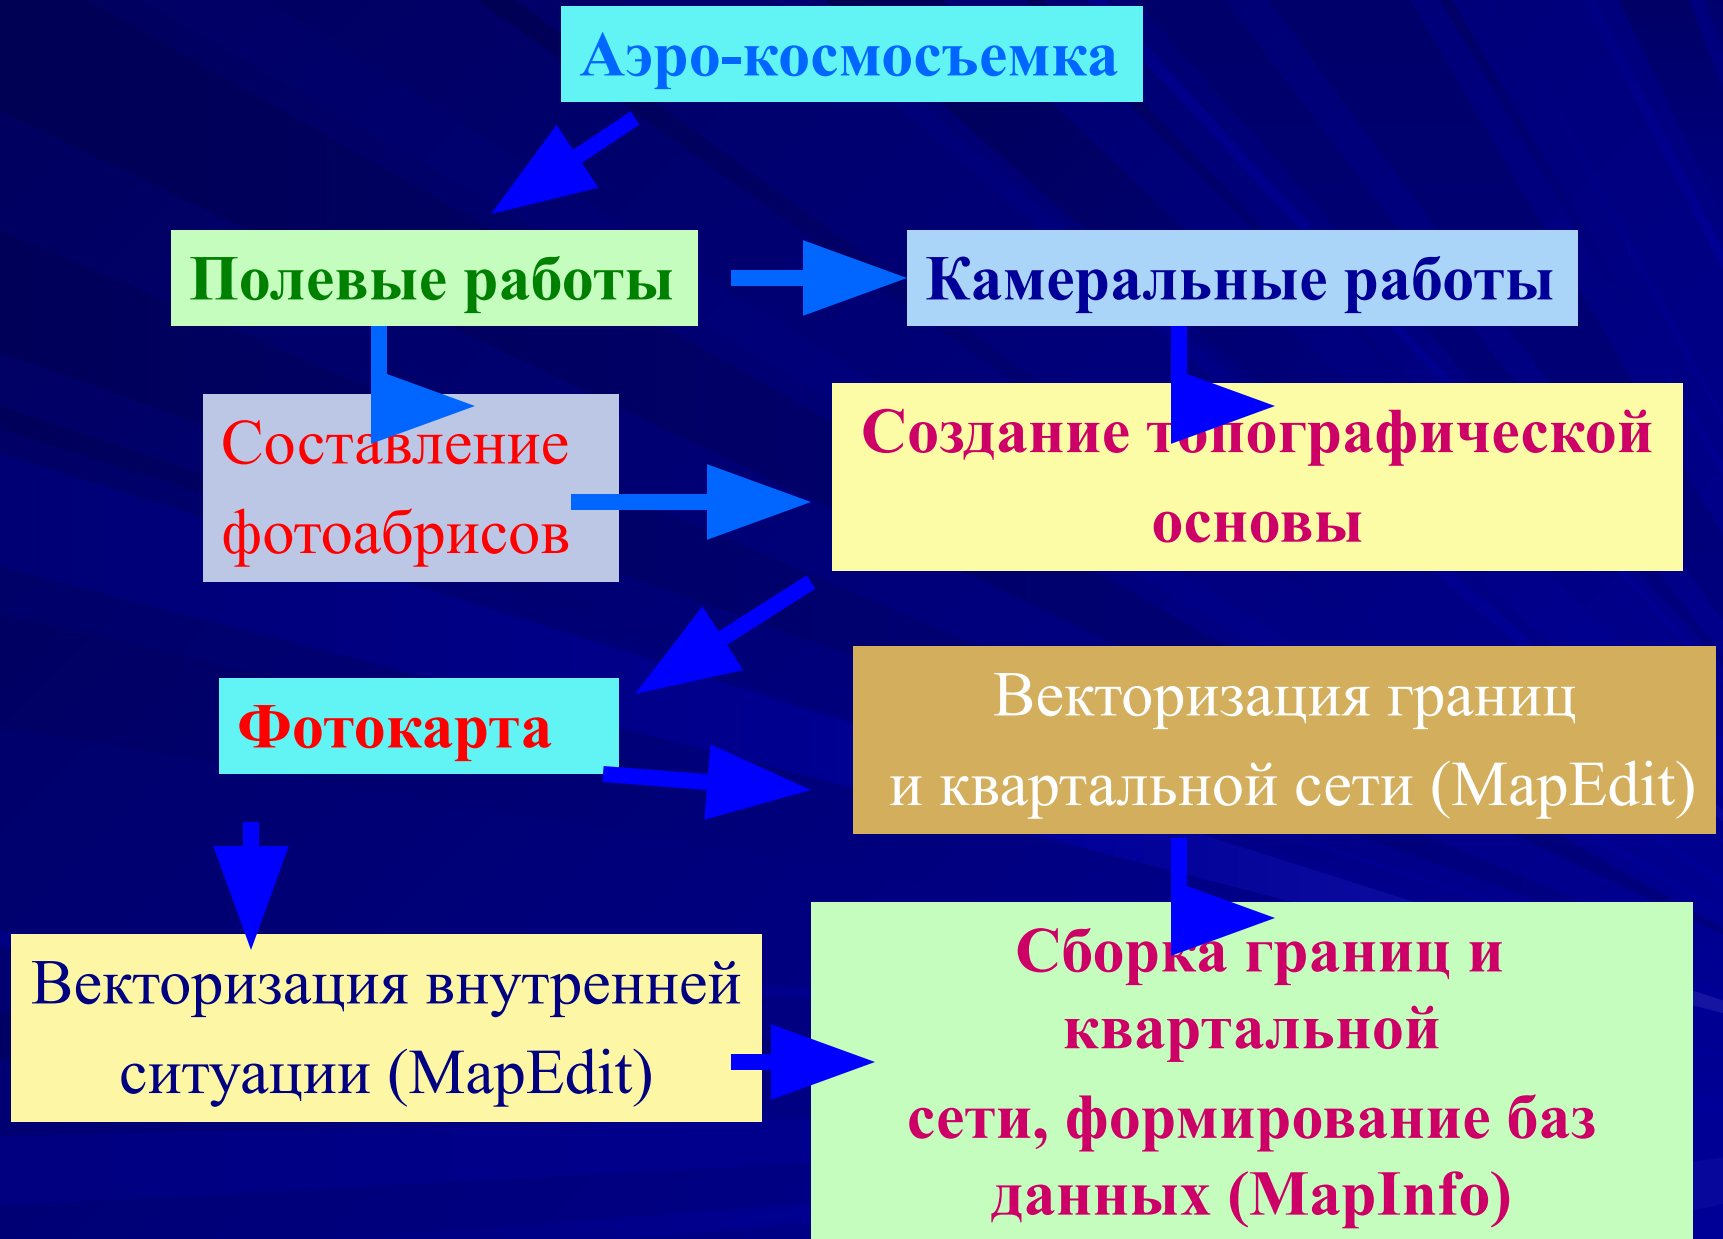 Аэро-космосъемка
Полевые работы
Камеральные работы
Составление
фотоабрисов
Создание топографической
основы
Фотокарта
Векторизация границ
и квартальной сети (MapEdit)
Векторизация внутренней
ситуации (MapEdit)
Сборка границ и
квартальной
сети, формирование баз
данных (MapInfo)